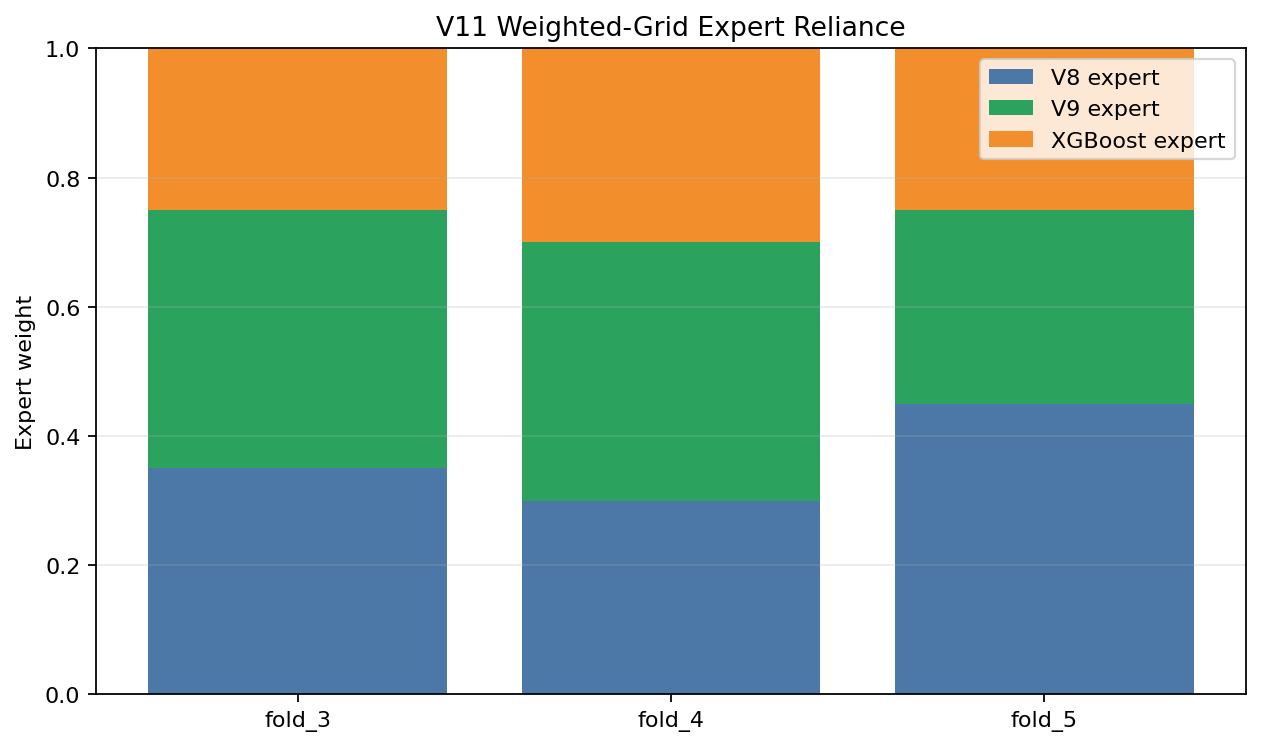 V11 Weighted-Grid Expert Reliance
Expert weight
1.0
0.8
0.6
0.4
0.2
0.0
V8 expert
V9 expert
XGBoost expert
fold_3
fold_4
fold_5